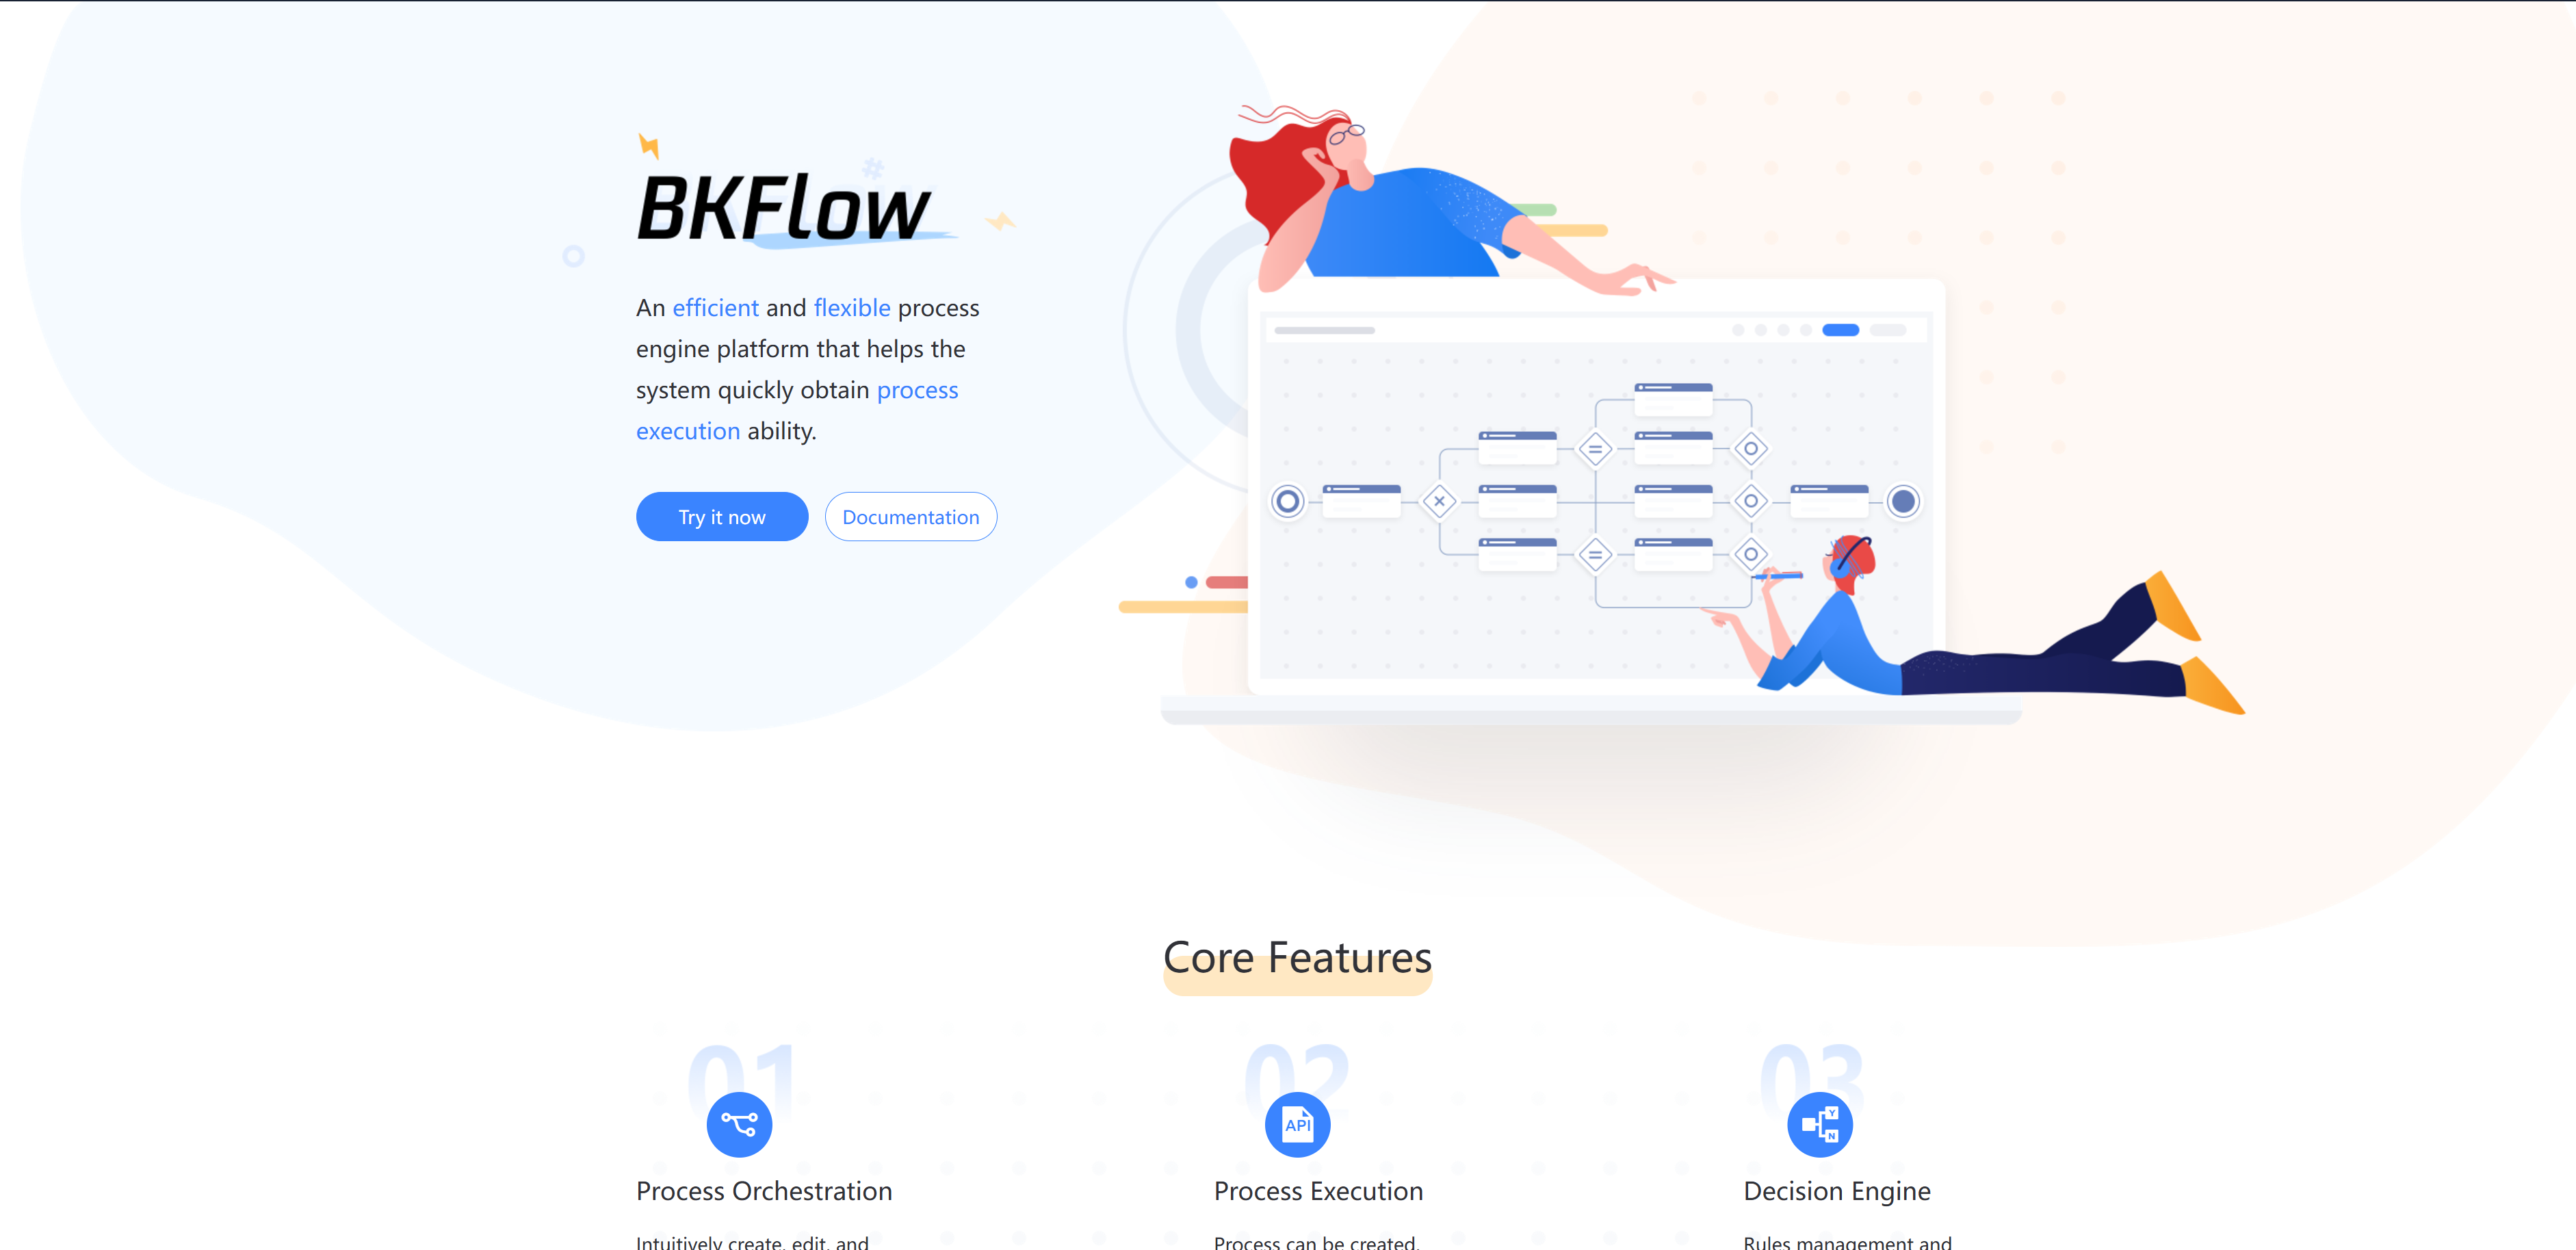 BKFlow
#
An efficient and flexible process
engine platform that helps the
system quickly obtain process
execution ability.
Try it now
Documentation
Core Features
01
02
03
API
Y
N
Process Orchestration
Process Execution
Decision Engine
Intuitively create, edit, and
Process can be created,
Rules management and